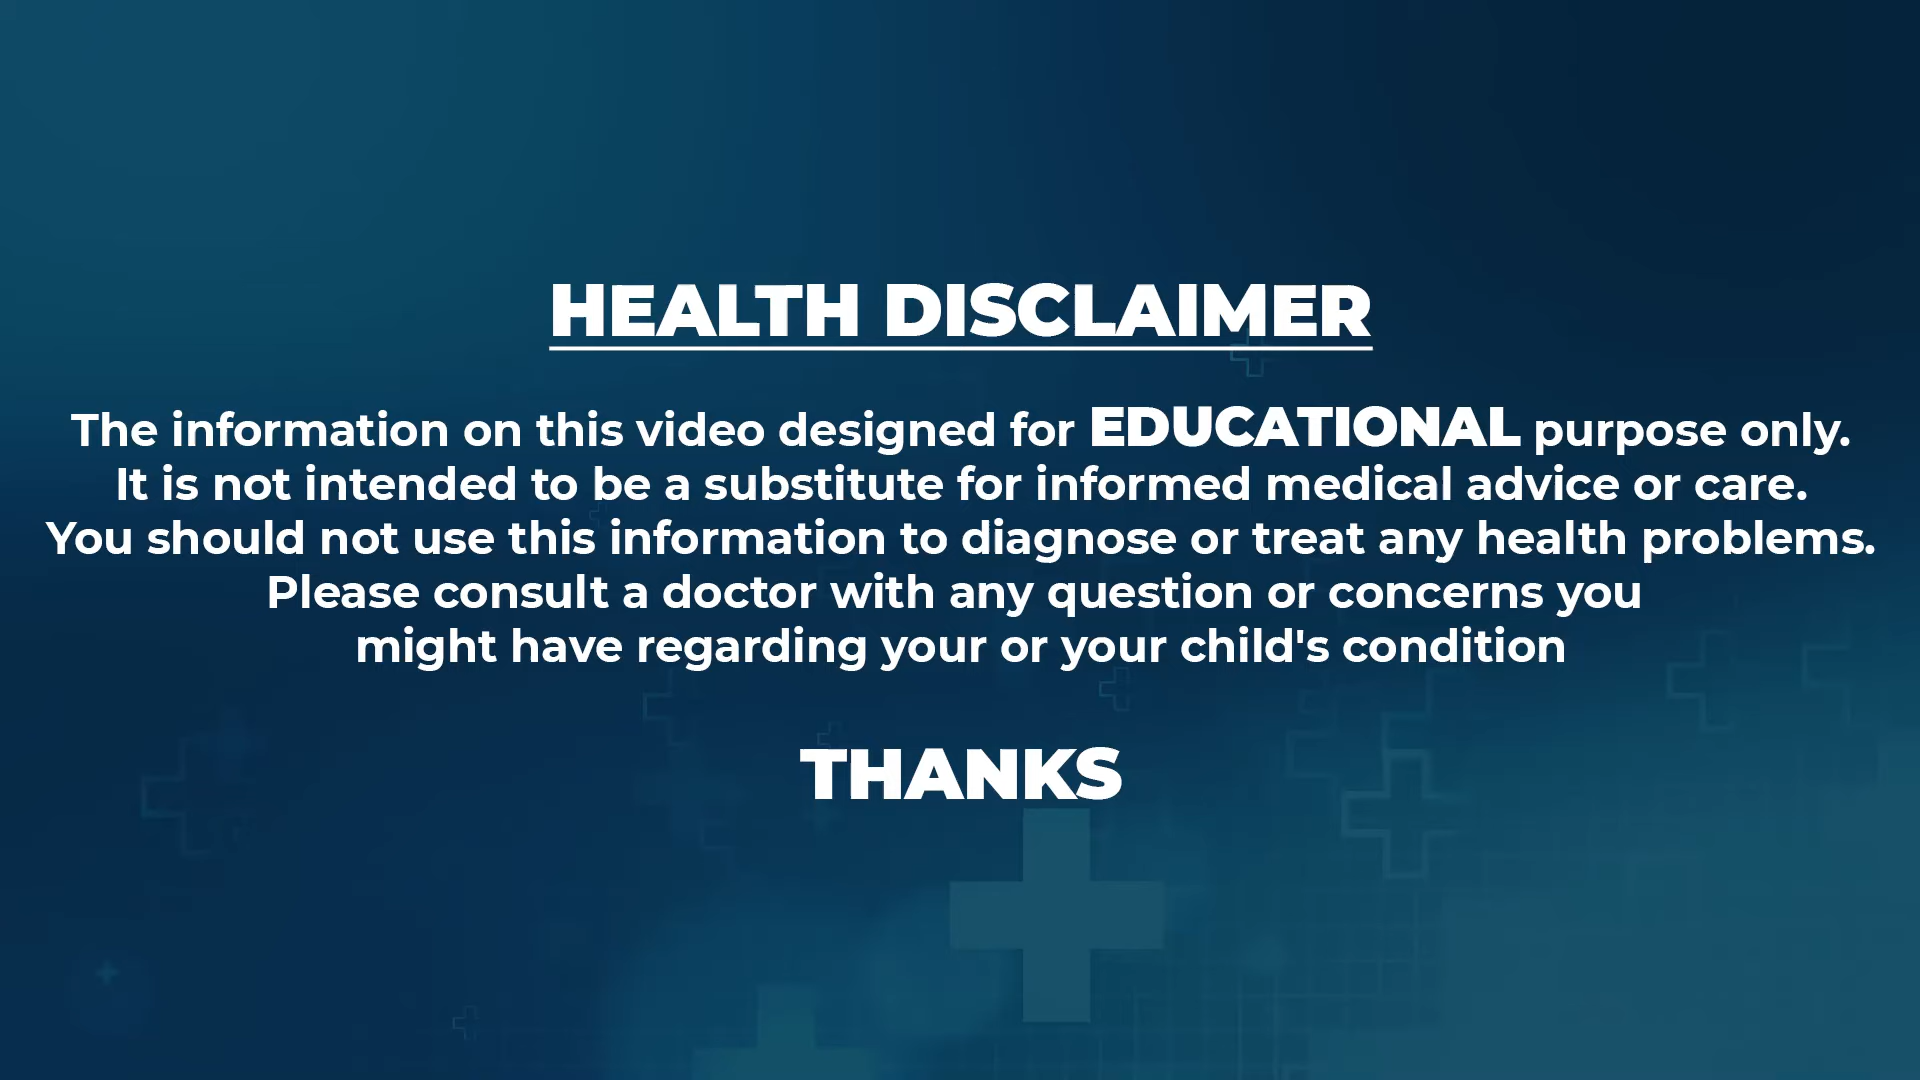 HEALTH DISCLAIMER
The information on this video designed for EDUCATIONAL purpose only.
It is not intended to be a substitute for informed medical advice or care.
You should not use this information to diagnose or treat any health problems.
Please consult a doctor with any question or concerns you
might have regarding your or your child's condition
THANKS